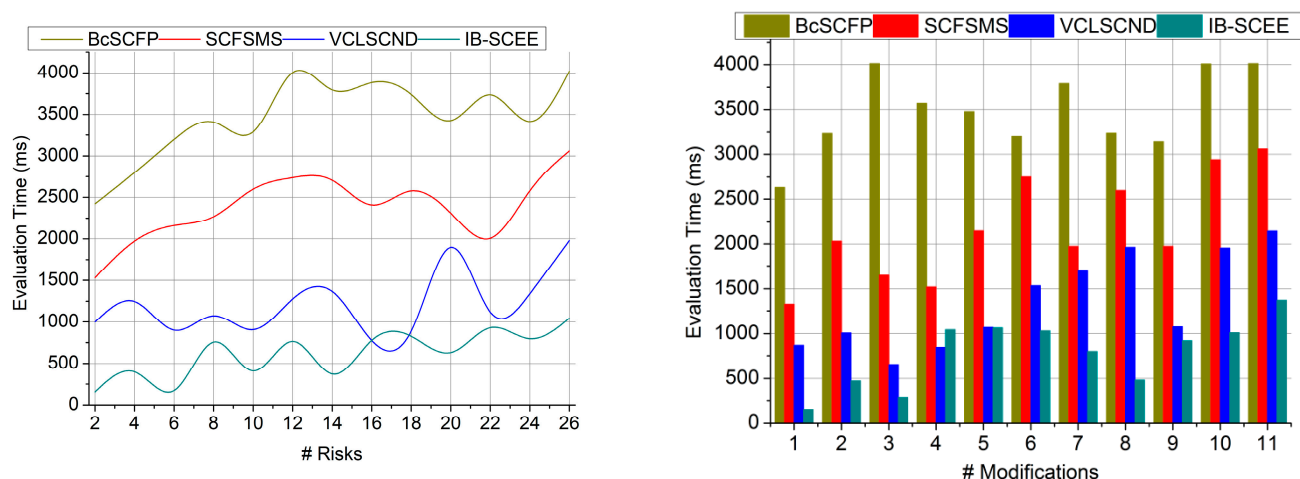 BcSCFP SCFSMS VCLSCND IB-SCEE
4000
3500
3000
2500
2000
1500
1000
500
0
Evaluation Time (ms)
2 4 6 8 10 12 14 16 18 20 22 24 26
# Risks
BcSCFP SCFSMS VCLSCND IB-SCEE
4000
3500
3000
2500
2000
1500
1000
500
0
Evaluation Time (ms)
1 2 3 4 5 6 7 8 9 10 11
# Modifications